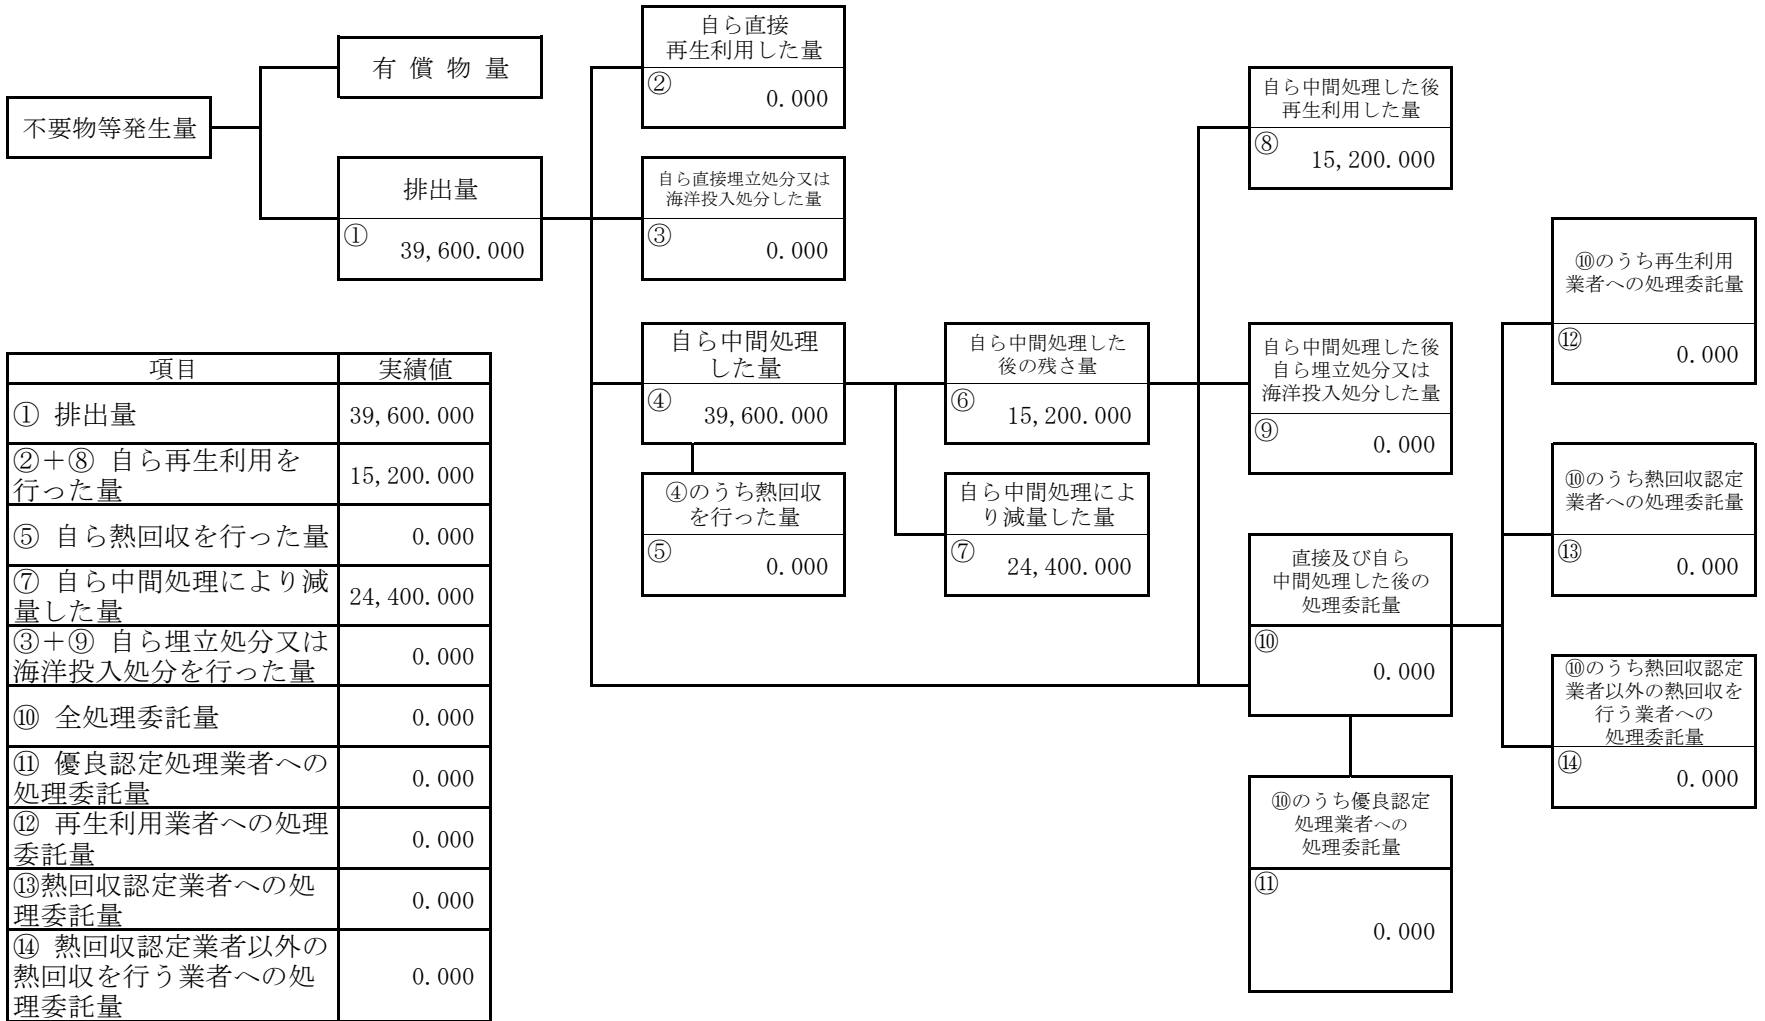 不要物等発生量
有 償 物 量
排出量
① 39,600.000
自ら直接
再生利用した量
② 0.000
自ら直接埋立処分又は
海洋投入処分した量
③ 0.000
自ら中間処理
した量
④ 39,600.000
④のうち熱回収
を行った量
⑤ 0.000
自ら中間処理した
後の残さ量
⑥ 15,200.000
自ら中間処理によ
り減量した量
⑦ 24,400.000
自ら中間処理した後
再生利用した量
⑧ 15,200.000
自ら中間処理した後
自ら埋立処分又は
海洋投入処分した量
⑨ 0.000
直接及び自ら
中間処理した後の
処理委託量
⑩
0.000
⑩のうち優良認定
処理業者への
処理委託量
⑪
0.000
⑩のうち再生利用
業者への処理委託量
⑫ 0.000
⑩のうち熱回収認定
業者への処理委託量
⑬ 0.000
⑩のうち熱回収認定
業者以外の熱回収を
行う業者への
処理委託量
⑭ 0.000
項目 実績値
① 排出量 39,600.000
②+⑧ 自ら再生利用を
行った量 15,200.000
⑤ 自ら熱回収を行った量 0.000
⑦ 自ら中間処理により減
量した量 24,400.000
③+⑨ 自ら埋立処分又は
海洋投入処分を行った量 0.000
⑩ 全処理委託量 0.000
⑪ 優良認定処理業者への
処理委託量 0.000
⑫ 再生利用業者への処理
委託量 0.000
⑬熱回収認定業者への処
理委託量 0.000
⑭ 熱回収認定業者以外の
熱回収を行う業者への処
理委託量 0.000